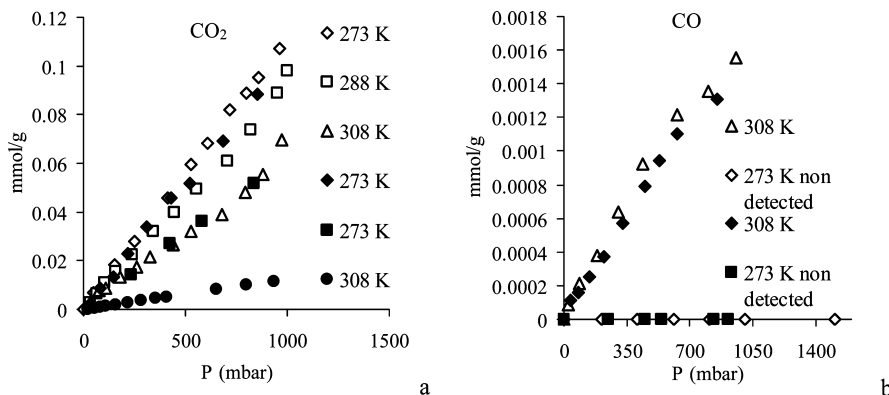 CO₂
mmol/g
0.12
0.1
0.08
0.06
0.04
0.02
0
0
500
1000
1500
P (mbar)
273 K
288 K
308 K
273 K
273 K
308 K
a
CO
mmol/g
0.0018
0.0016
0.0014
0.0012
0.001
0.0008
0.0006
0.0004
0.0002
0
0
350
700
1050
1400
P (mbar)
308 K
273 K non
detected
308 K
273 K non
detected
b